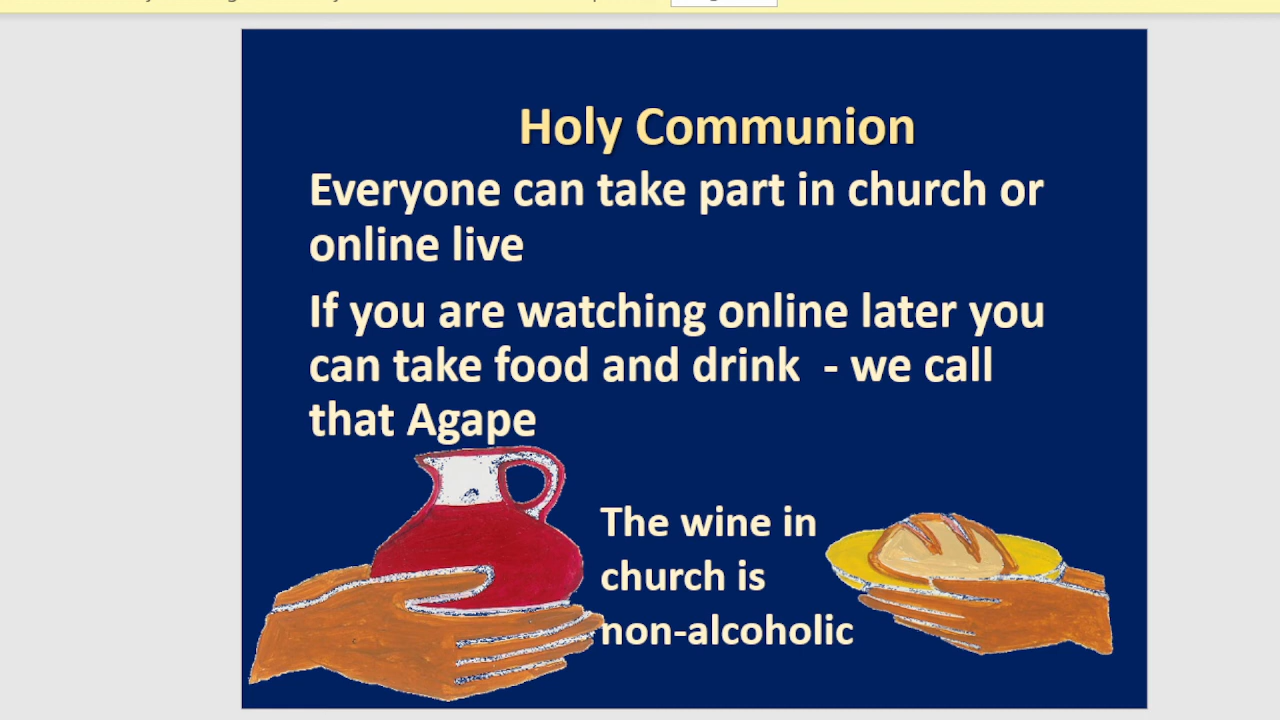 Holy Communion
Everyone can take part in church or
online live
If you are watching online later you
can take food and drink  - we call
that Agape
The wine in
church is
non-alcoholic